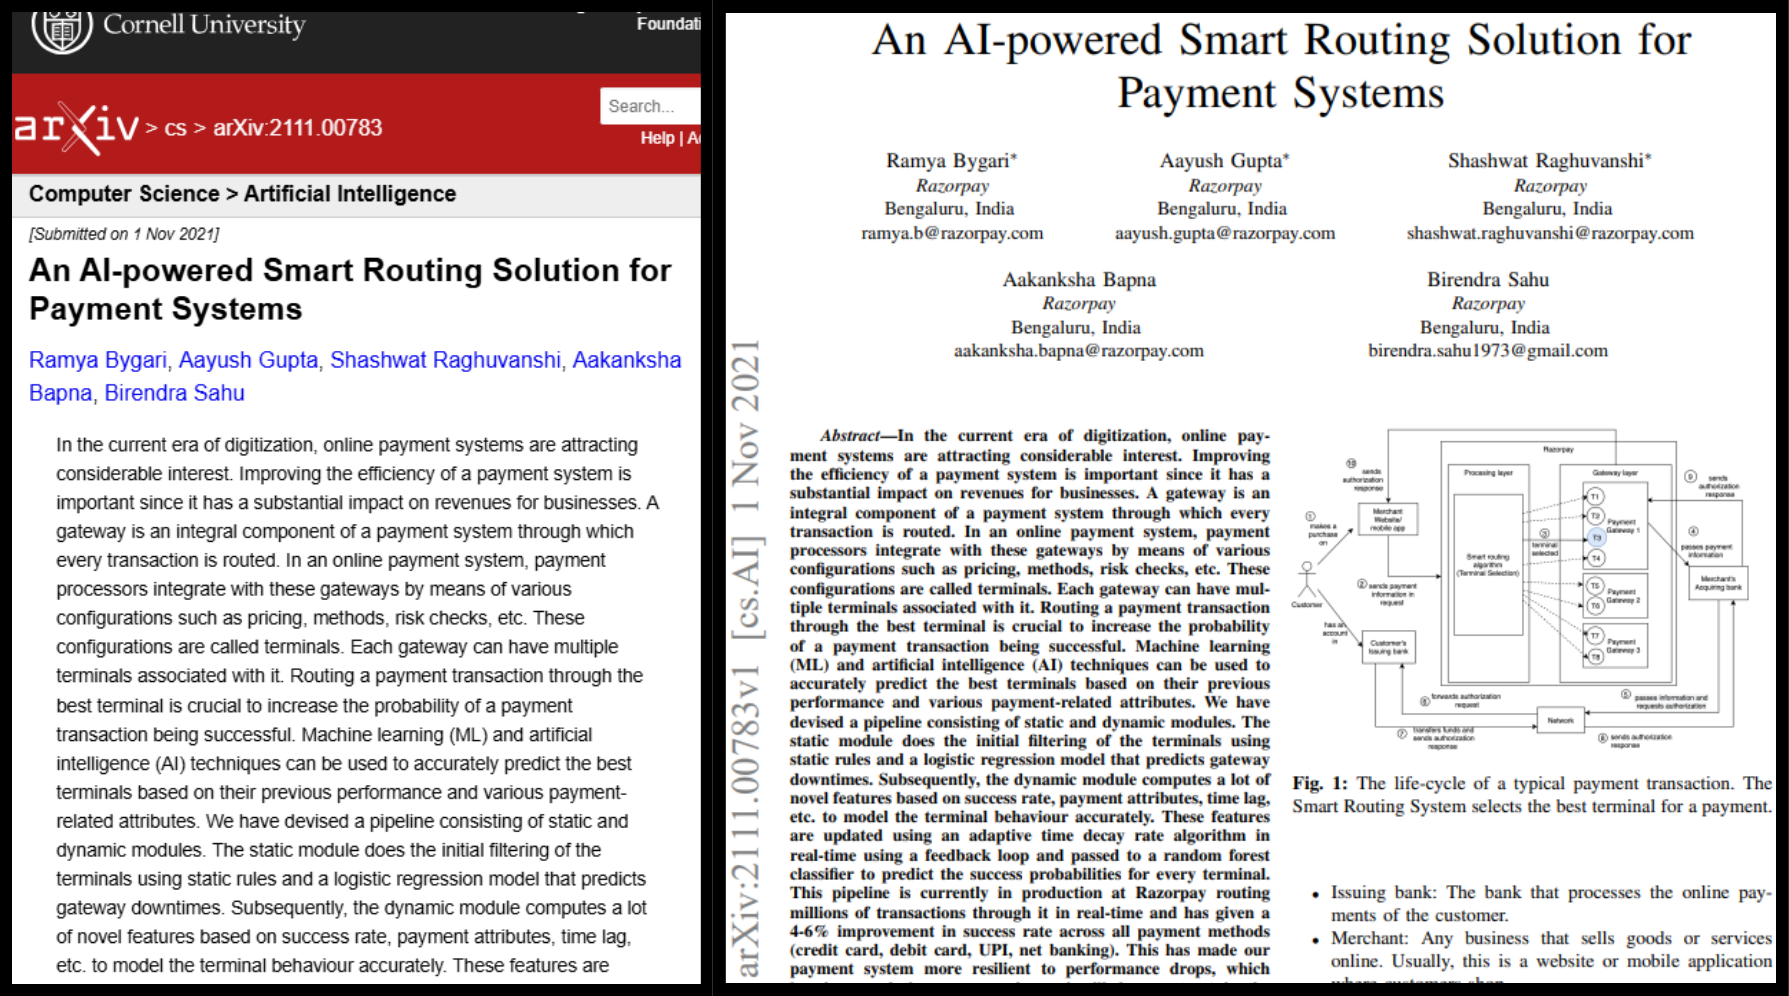 Cornell University
Foundati
arXiv > cs > arXiv:2111.00783
Search...
Help | A
Computer Science > Artificial Intelligence
[Submitted on 1 Nov 2021]
An AI-powered Smart Routing Solution for
Payment Systems
Ramya Bygari, Aayush Gupta, Shashwat Raghuvanshi, Aakanksha
Bapna, Birendra Sahu
In the current era of digitization, online payment systems are attracting
considerable interest. Improving the efficiency of a payment system is
important since it has a substantial impact on revenues for businesses. A
gateway is an integral component of a payment system through which
every transaction is routed. In an online payment system, payment
processors integrate with these gateways by means of various
configurations such as pricing, methods, risk checks, etc. These
configurations are called terminals. Each gateway can have multiple
terminals associated with it. Routing a payment transaction through the
best terminal is crucial to increase the probability of a payment
transaction being successful. Machine learning (ML) and artificial
intelligence (AI) techniques can be used to accurately predict the best
terminals based on their previous performance and various payment-
related attributes. We have devised a pipeline consisting of static and
dynamic modules. The static module does the initial filtering of the
terminals using static rules and a logistic regression model that predicts
gateway downtimes. Subsequently, the dynamic module computes a lot
of novel features based on success rate, payment attributes, time lag,
etc. to model the terminal behaviour accurately. These features are
An AI-powered Smart Routing Solution for
Payment Systems
Ramya Bygari*
Razorpay
Bengaluru, India
ramya.b@razorpay.com
Aayush Gupta*
Razorpay
Bengaluru, India
aayush.gupta@razorpay.com
Shashwat Raghuvanshi*
Razorpay
Bengaluru, India
shashwat.raghuvanshi@razorpay.com
Aakanksha Bapna
Razorpay
Bengaluru, India
aakanksha.bapna@razorpay.com
Birendra Sahu
Razorpay
Bengaluru, India
birendra.sahu1973@gmail.com
arXiv:2111.00783v1 [cs.AI] 1 Nov 2021
Abstract—In the current era of digitization, online pay-
ment systems are attracting considerable interest. Improving
the efficiency of a payment system is important since it has a
substantial impact on revenues for businesses. A gateway is an
integral component of a payment system through which every
transaction is routed. In an online payment system, payment
processors integrate with these gateways by means of various
configurations such as pricing, methods, risk checks, etc. These
configurations are called terminals. Each gateway can have mul-
tiple terminals associated with it. Routing a payment transaction
through the best terminal is crucial to increase the probability
of a payment transaction being successful. Machine learning
(ML) and artificial intelligence (AI) techniques can be used to
accurately predict the best terminals based on their previous
performance and various payment-related attributes. We have
devised a pipeline consisting of static and dynamic modules. The
static module does the initial filtering of the terminals using
static rules and a logistic regression model that predicts gateway
downtimes. Subsequently, the dynamic module computes a lot of
novel features based on success rate, payment attributes, time lag,
etc. to model the terminal behaviour accurately. These features
are updated using an adaptive time decay rate algorithm in
real-time using a feedback loop and passed to a random forest
classifier to predict the success probabilities for every terminal.
This pipeline is currently in production at Razorpay routing
millions of transactions through it in real-time and has given a
4-6% improvement in success rate across all payment methods
(credit card, debit card, UPI, net banking). This has made our
payment system more resilient to performance drops, which
Razorpay
Processing layer
Gateway layer
10
sends
authorization
response
9
sends
authorization
response
Merchant
Website/
mobile app
1
makes a
purchase
on
T1
T2
T3
T4
Payment
Gateway 1
3
terminal
selected
4
passes payment
information
Smart routing
algorithm
(Terminal Selection)
Customer
2 sends payment
information in
request
T5
T6
Payment
Gateway 2
Merchant's
Acquiring bank
has an
account
in
Customer's
Issuing bank
T7
T8
Payment
Gateway 3
6 forwards authorization
request
5 passes information and
requests authorization
Network
7 transfers funds and
sends authorization
response
8 sends authorization
response
Fig. 1: The life-cycle of a typical payment transaction. The
Smart Routing System selects the best terminal for a payment.
• Issuing bank: The bank that processes the online pay-
ments of the customer.
• Merchant: Any business that sells goods or services
online. Usually, this is a website or mobile application
where customers shop.